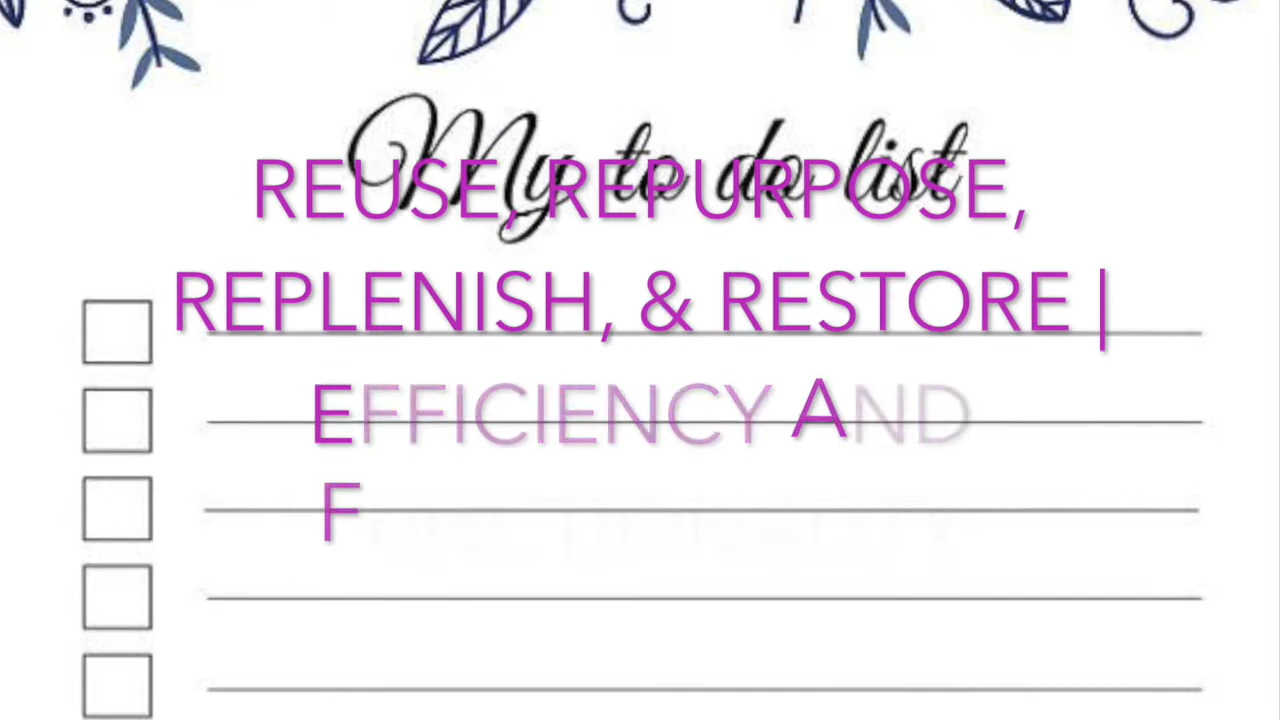 My to do list
REUSE, REPURPOSE,
REPLENISH, & RESTORE |
EFFICIENCY AND
F